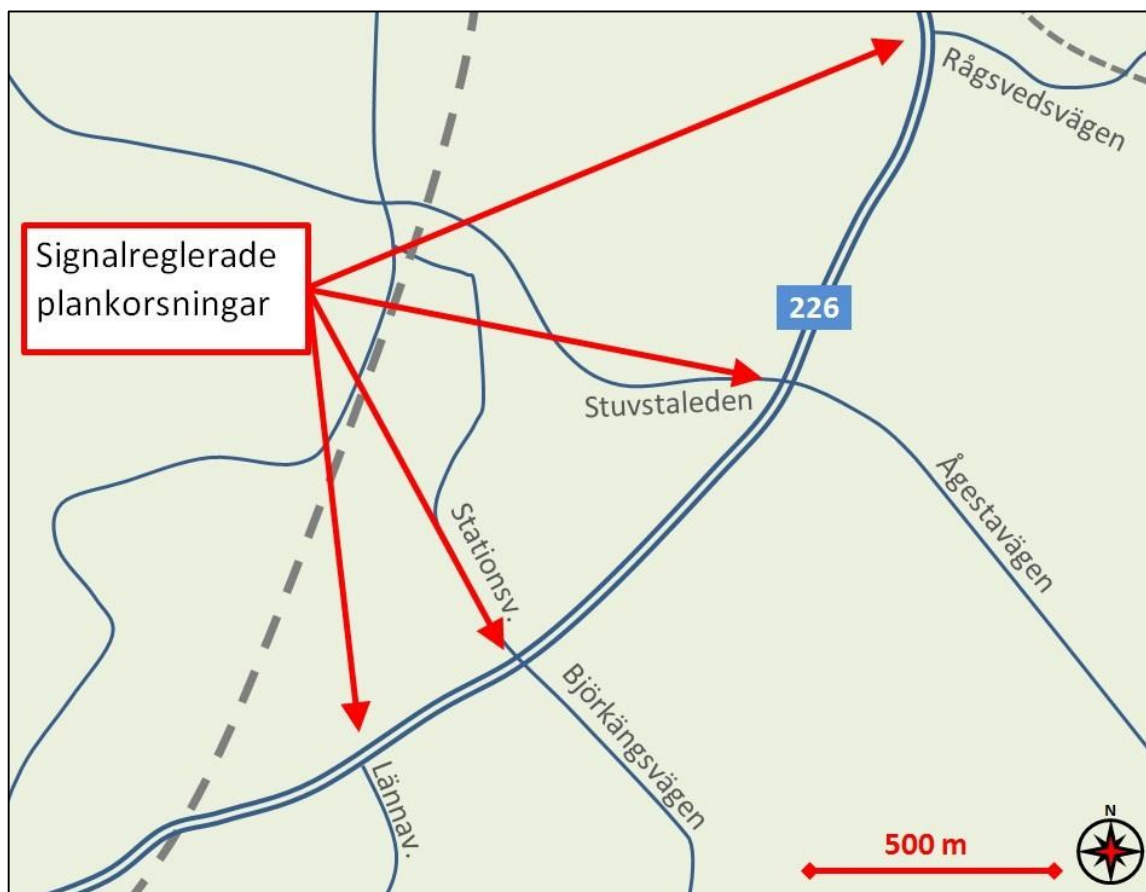 Rågsvedsvägen
Signalreglerade
plankorsningar
226
Stuvstaleden
Ågestavägen
Stationsv.
Björkängsvägen
Lännav.
500 m
N